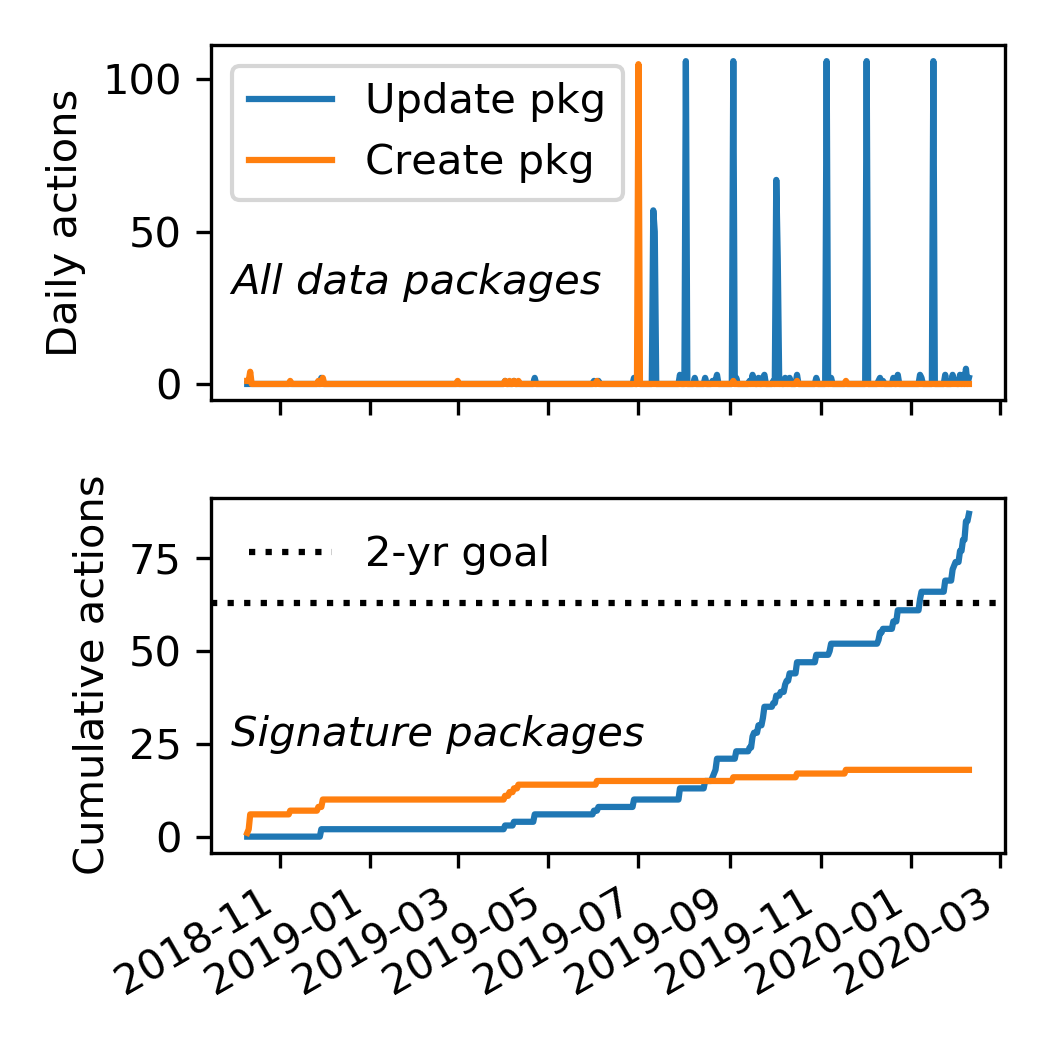 Daily actions
100
50
0
Update pkg
Create pkg
All data packages
Cumulative actions
75
50
25
0
2-yr goal
Signature packages
2018-11
2019-01
2019-03
2019-05
2019-07
2019-09
2019-11
2020-01
2020-03